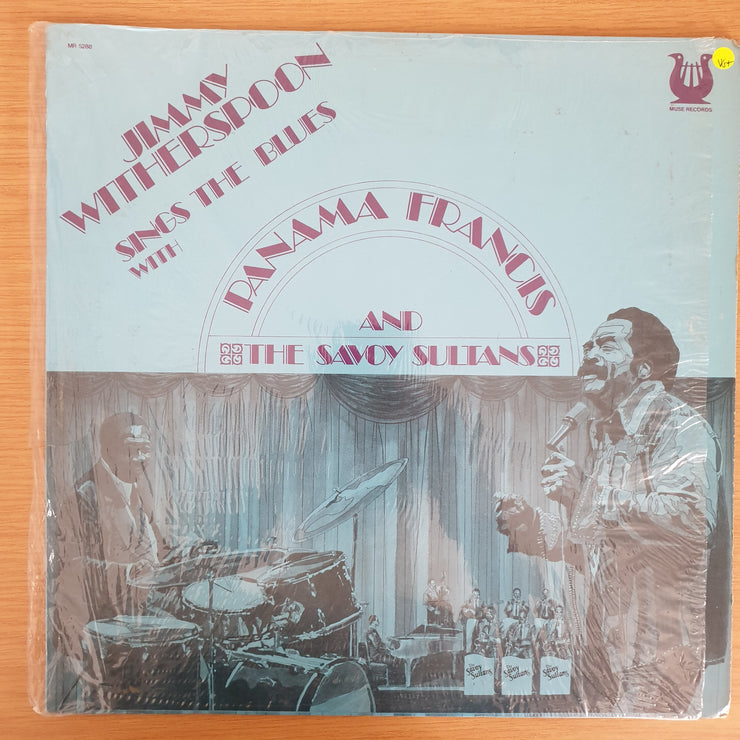 MR 5288
JIMMY
WITHERSPOON
SINGS THE BLUES
WITH
PANAMA FRANCIS
AND
THE SAVOY SULTANS
MUSE RECORDS
VG+
Savoy Sultans
Savoy Sultans
Savoy Sultans